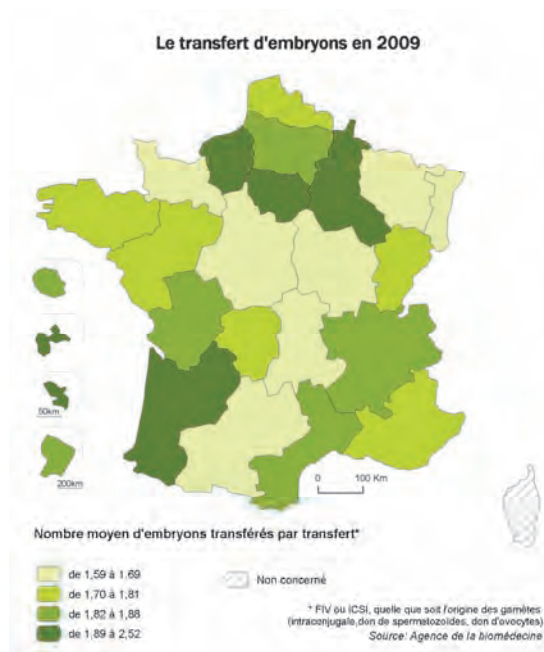 Le transfert d'embryons en 2009
50km
200km
0 100 Km
Nombre moyen d'embryons transférés par transfert*
de 1,59 à 1,69
de 1,70 à 1,81
de 1,82 à 1,88
de 1,89 à 2,52
Non concerné
* FIV ou ICSI, quelle que soit l'origine des gamètes
(intraconjugale,don de spermatozoïdes, don d'ovocytes)
Source: Agence de la biomédecine